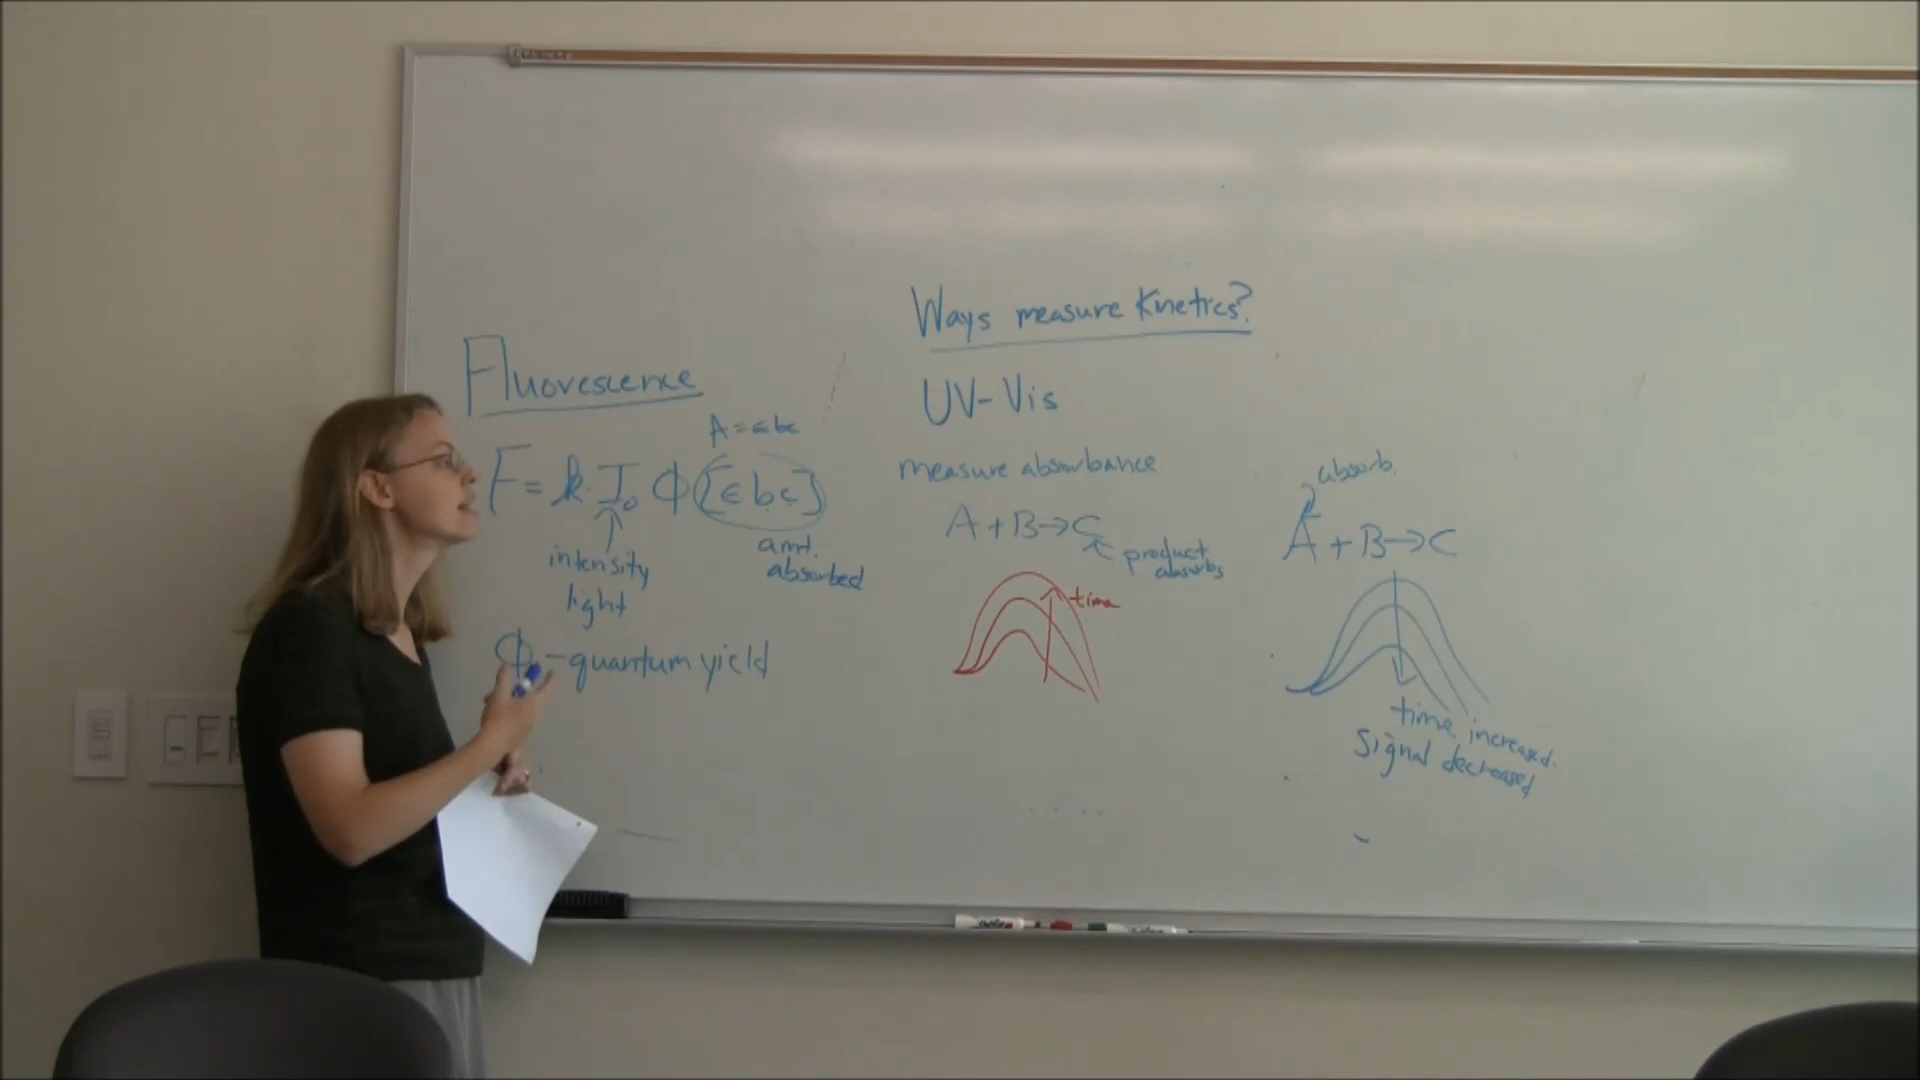 Ways measure Kinetics?
UV-Vis
measure absorbance
A + B → C
product
absorbs
time
absorb.
A + B → C
time increased.
Signal decreased
Fluorescence
A = εbc
F = k I₀ Φ [εbc]
intensity
light
amt.
absorbed
Φ - quantum yield